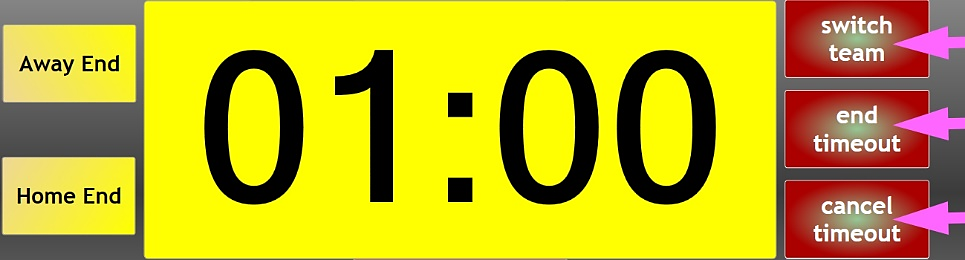 Away End
Home End
01:00
switch
team
end
timeout
cancel
timeout